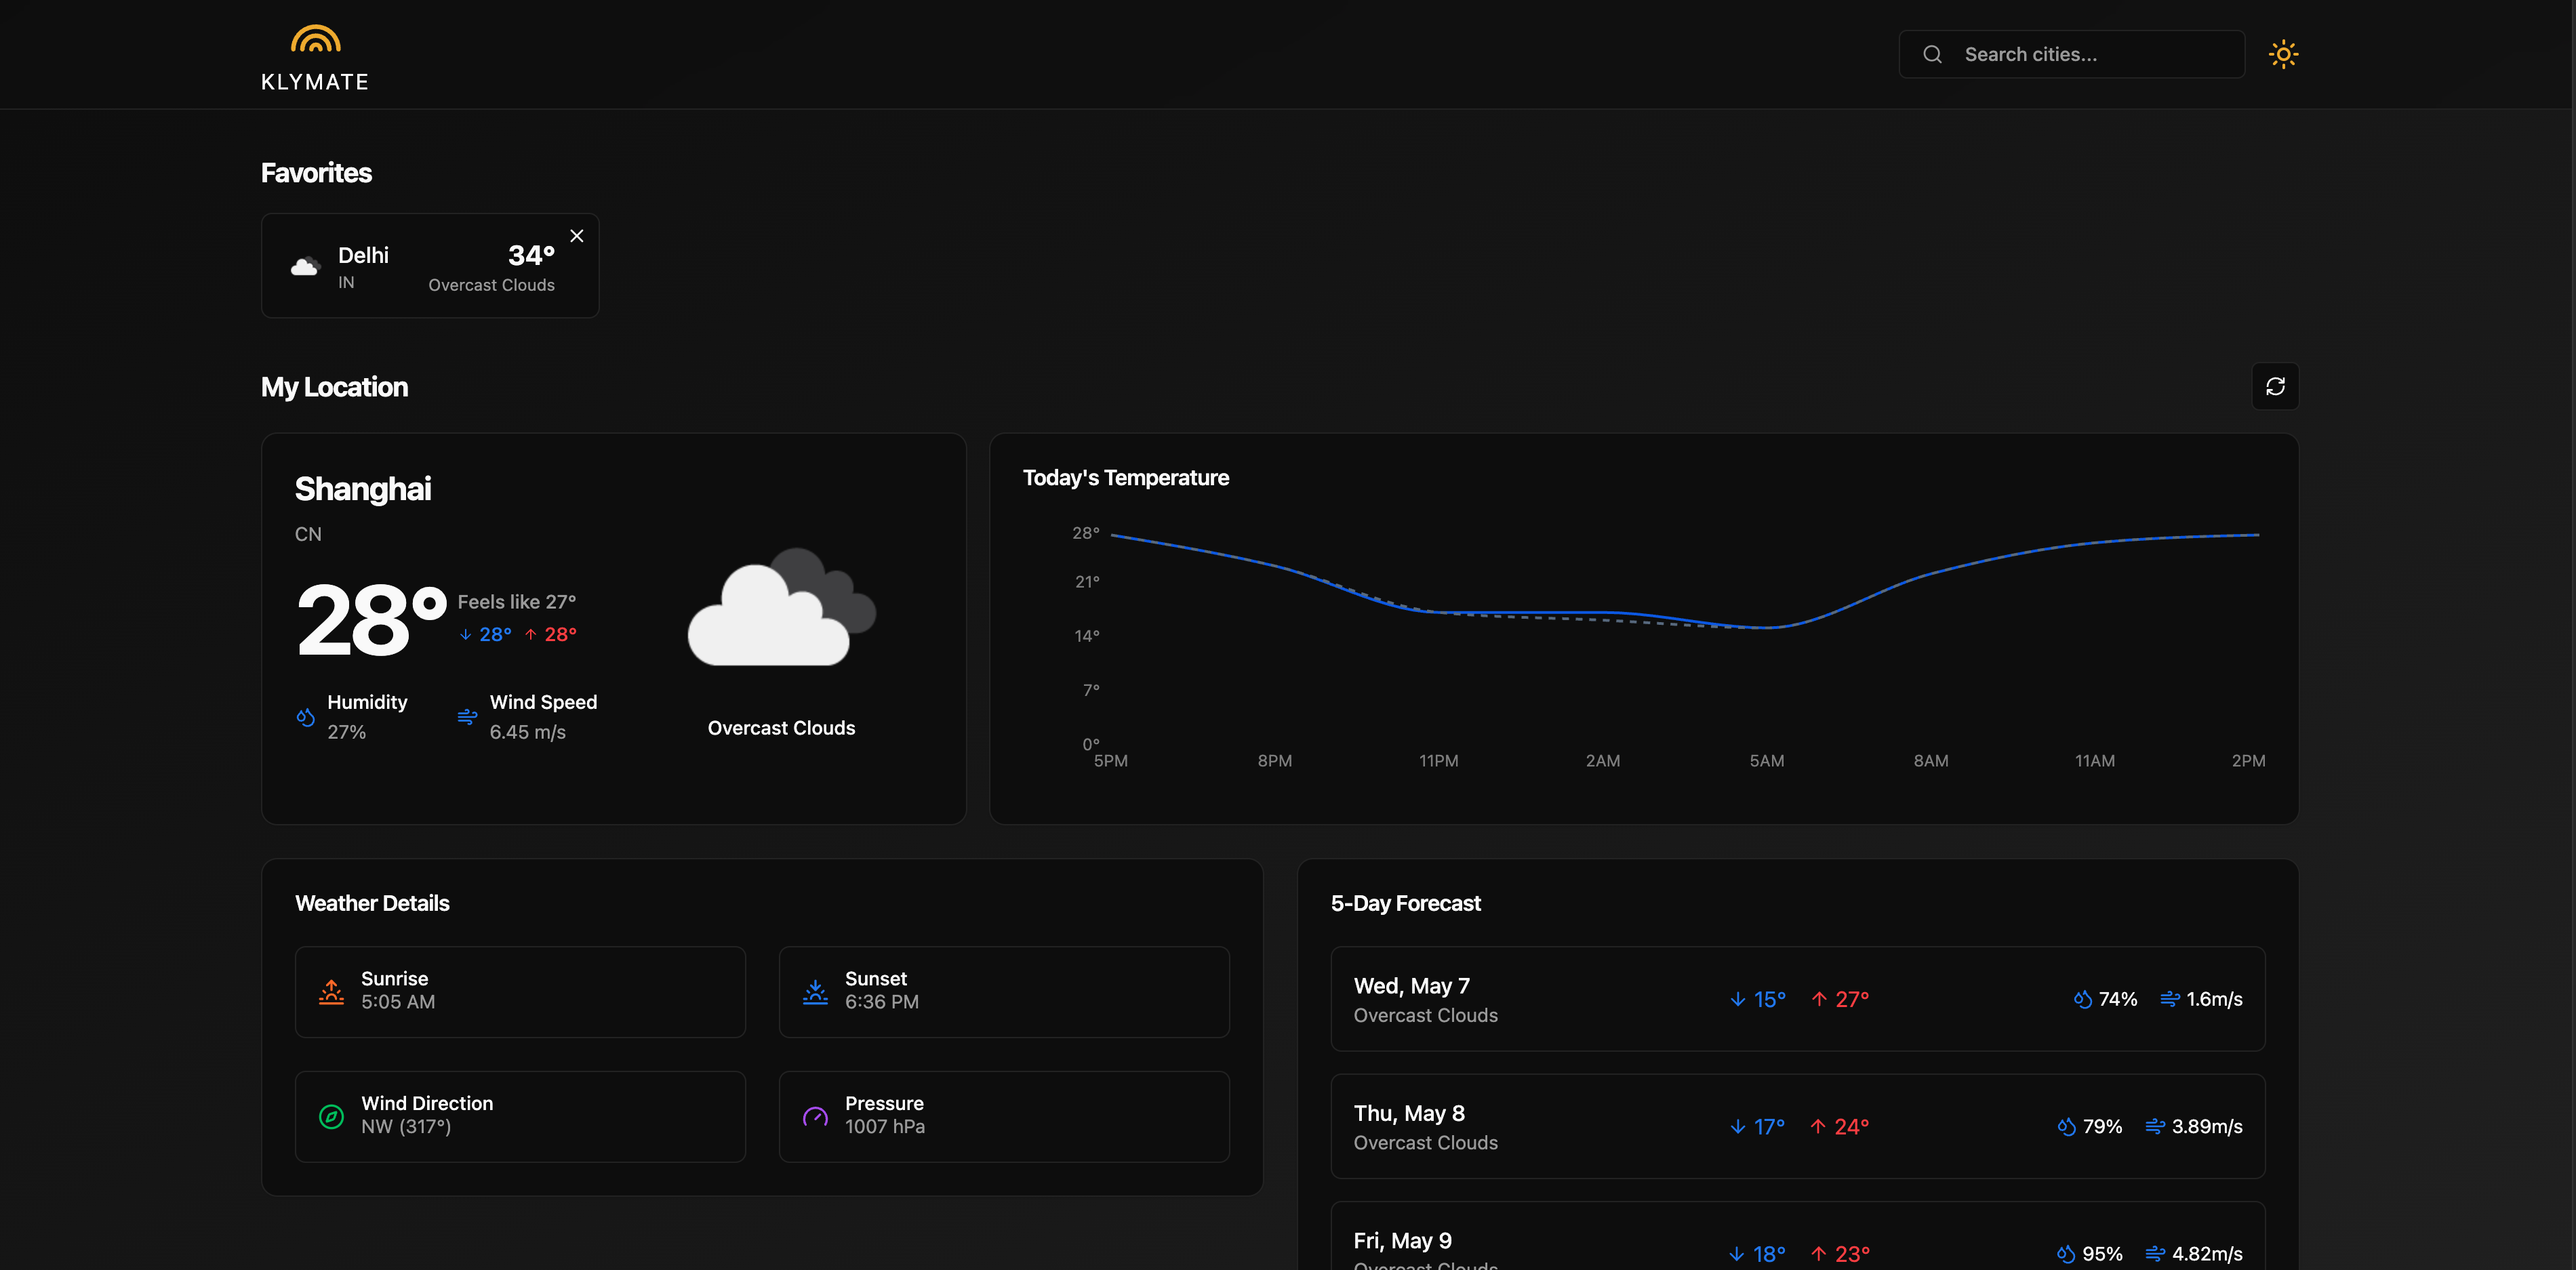 KLYMATE
Search cities...
Favorites
Delhi
IN
34°
Overcast Clouds
My Location
Shanghai
CN
28°
Feels like 27°
28° 28°
Humidity
27%
Wind Speed
6.45 m/s
Overcast Clouds
Today's Temperature
28°
21°
14°
7°
0°
5PM 8PM 11PM 2AM 5AM 8AM 11AM 2PM
Weather Details
Sunrise
5:05 AM
Sunset
6:36 PM
Wind Direction
NW (317°)
Pressure
1007 hPa
5-Day Forecast
Wed, May 7
Overcast Clouds
15° 27°
74% 1.6m/s
Thu, May 8
Overcast Clouds
17° 24°
79% 3.89m/s
Fri, May 9
Overcast Clouds
18° 23°
95% 4.82m/s